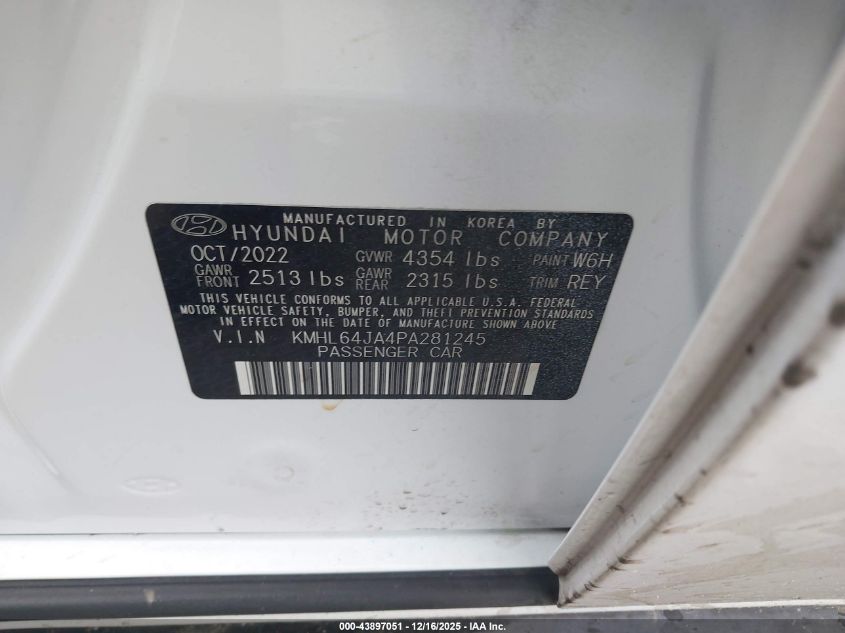 MANUFACTURED IN KOREA BY
HYUNDAI MOTOR COMPANY
OCT/2022 GVWR 4354 lbs PAINT W6H
GAWR FRONT 2513 lbs GAWR REAR 2315 lbs TRIM REY
THIS VEHICLE CONFORMS TO ALL APPLICABLE U.S.A. FEDERAL
MOTOR VEHICLE SAFETY, BUMPER, AND THEFT PREVENTION STANDARDS
IN EFFECT ON THE DATE OF MANUFACTURE SHOWN ABOVE
V.I.N KMHL64JA4PA281245
PASSENGER CAR
000-43897051 - 12/16/2025 - IAA Inc.